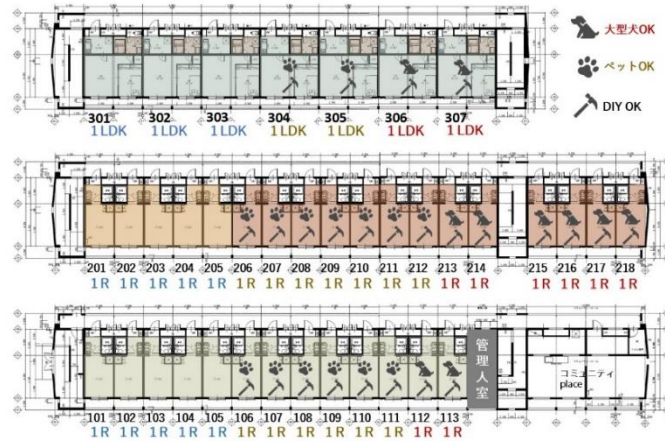 大型犬OK
ペットOK
DIY OK
301 302 303 304 305 306 307
1LDK 1LDK 1LDK 1LDK 1LDK 1LDK 1LDK
201 202 203 204 205 206 207 208 209 210 211 212 213 214 215 216 217 218
1R 1R 1R 1R 1R 1R 1R 1R 1R 1R 1R 1R 1R 1R 1R 1R 1R 1R
管理人室
コミュニティ
place
101 102 103 104 105 106 107 108 109 110 111 112 113
1R 1R 1R 1R 1R 1R 1R 1R 1R 1R 1R 1R 1R